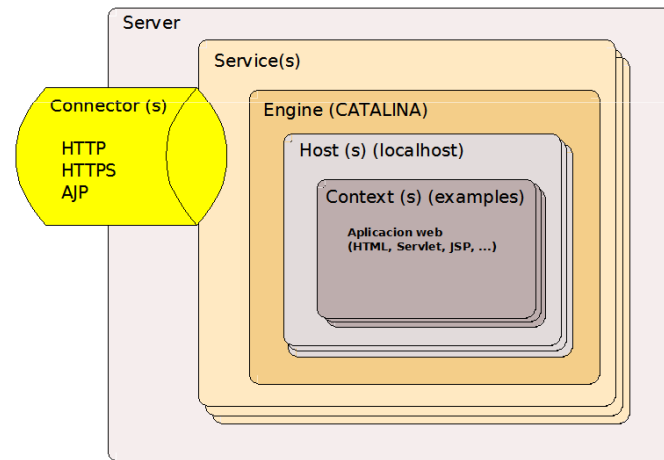 Server
Service(s)
Connector (s)
HTTP
HTTPS
AJP
Engine (CATALINA)
Host (s) (localhost)
Context (s) (examples)
Aplicacion web
(HTML, Servlet, JSP, ...)